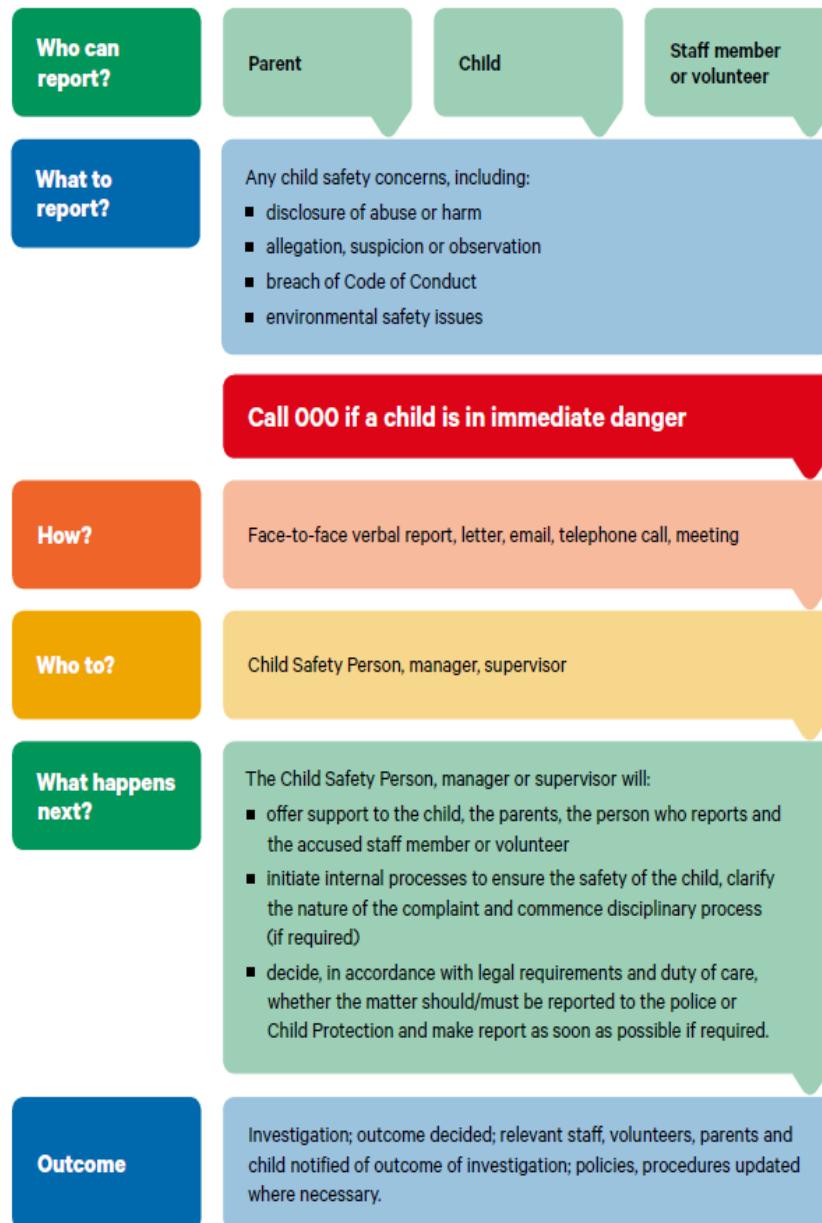 Who can
report?
Parent
Child
Staff member
or volunteer
What to
report?
Any child safety concerns, including:
■ disclosure of abuse or harm
■ allegation, suspicion or observation
■ breach of Code of Conduct
■ environmental safety issues
Call 000 if a child is in immediate danger
How?
Face-to-face verbal report, letter, email, telephone call, meeting
Who to?
Child Safety Person, manager, supervisor
What happens
next?
The Child Safety Person, manager or supervisor will:
■ offer support to the child, the parents, the person who reports and
the accused staff member or volunteer
■ initiate internal processes to ensure the safety of the child, clarify
the nature of the complaint and commence disciplinary process
(if required)
■ decide, in accordance with legal requirements and duty of care,
whether the matter should/must be reported to the police or
Child Protection and make report as soon as possible if required.
Outcome
Investigation; outcome decided; relevant staff, volunteers, parents and
child notified of outcome of investigation; policies, procedures updated
where necessary.